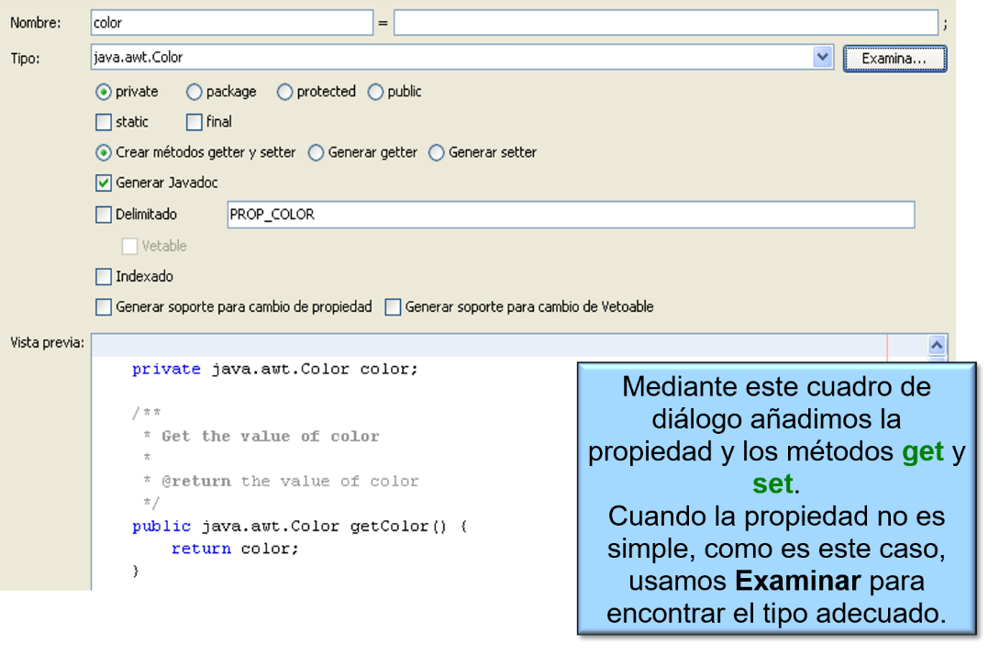 Nombre: color = ;
Tipo: java.awt.Color Examina...
private package protected public
static final
Crear métodos getter y setter Generar getter Generar setter
Generar Javadoc
Delimitado PROP_COLOR
Vetable
Indexado
Generar soporte para cambio de propiedad Generar soporte para cambio de Vetoable
Vista previa:
private java.awt.Color color;
/**
* Get the value of color
*
* @return the value of color
*/
public java.awt.Color getColor() {
return color;
}
Mediante este cuadro de
diálogo añadimos la
propiedad y los métodos get y
set.
Cuando la propiedad no es
simple, como es este caso,
usamos Examinar para
encontrar el tipo adecuado.